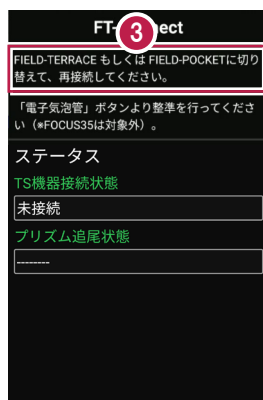 FT-
3
ect
FIELD-TERRACE もしくは FIELD-POCKETに切り
替えて、再接続してください。
「電子気泡管」ボタンより整準を行ってくださ
い（※FOCUS35は対象外）。
ステータス
TS機器接続状態
未接続
プリズム追尾状態
--------